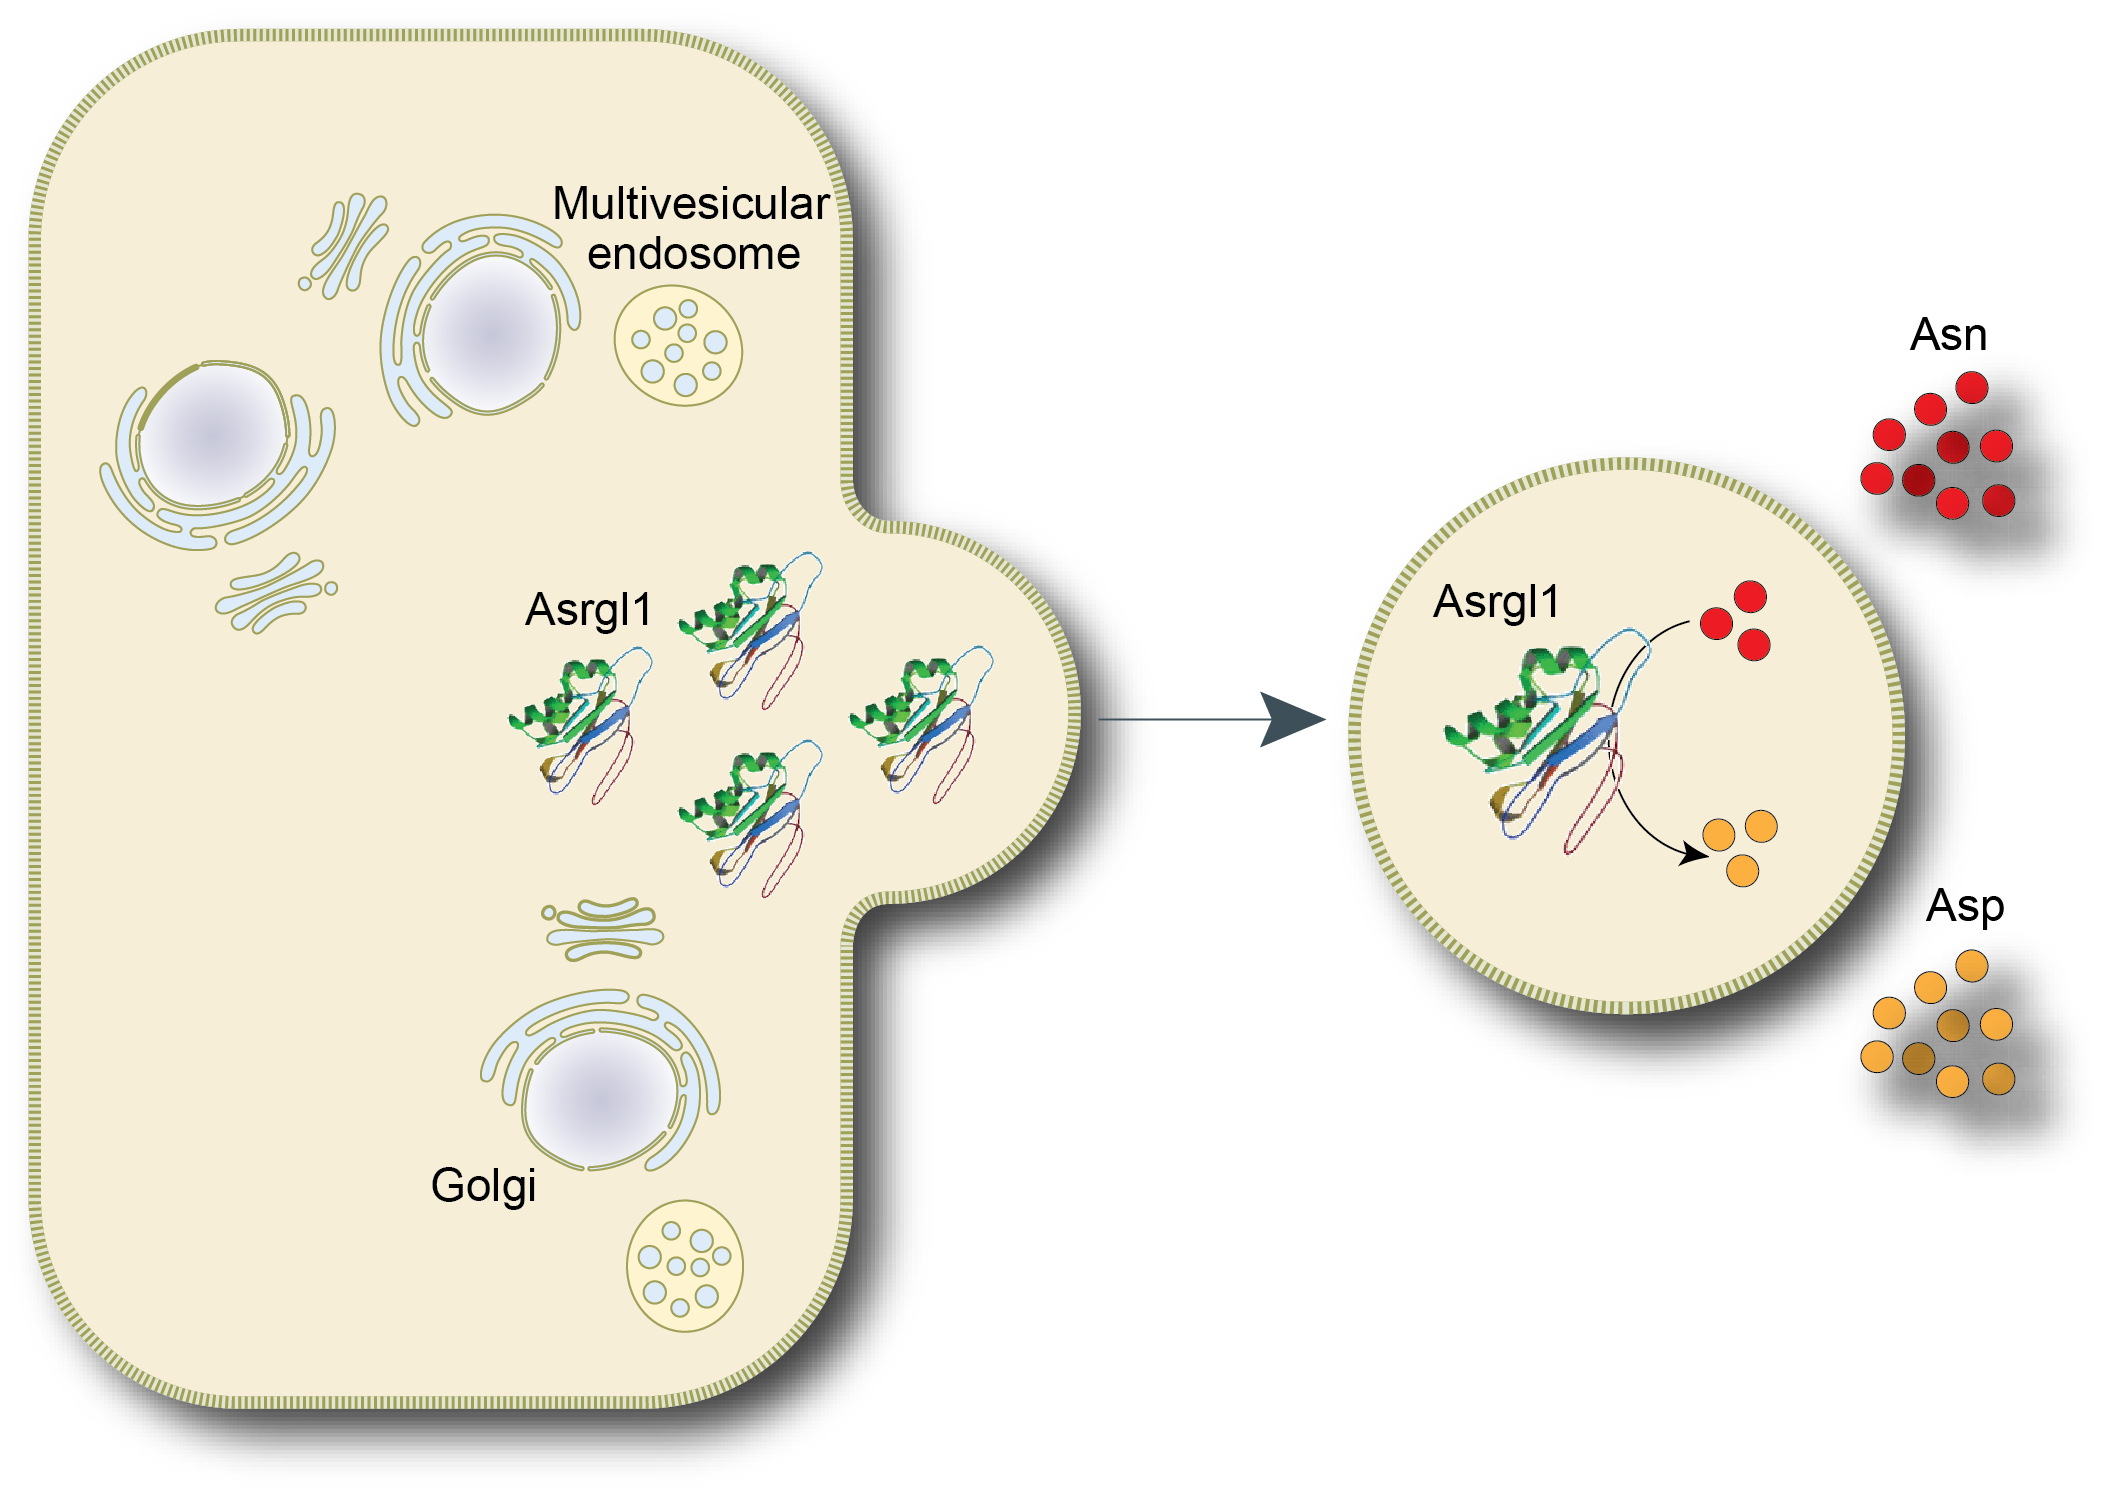 Multivesicular
endosome
Asrgl1
Golgi
Asrgl1
Asn
Asp